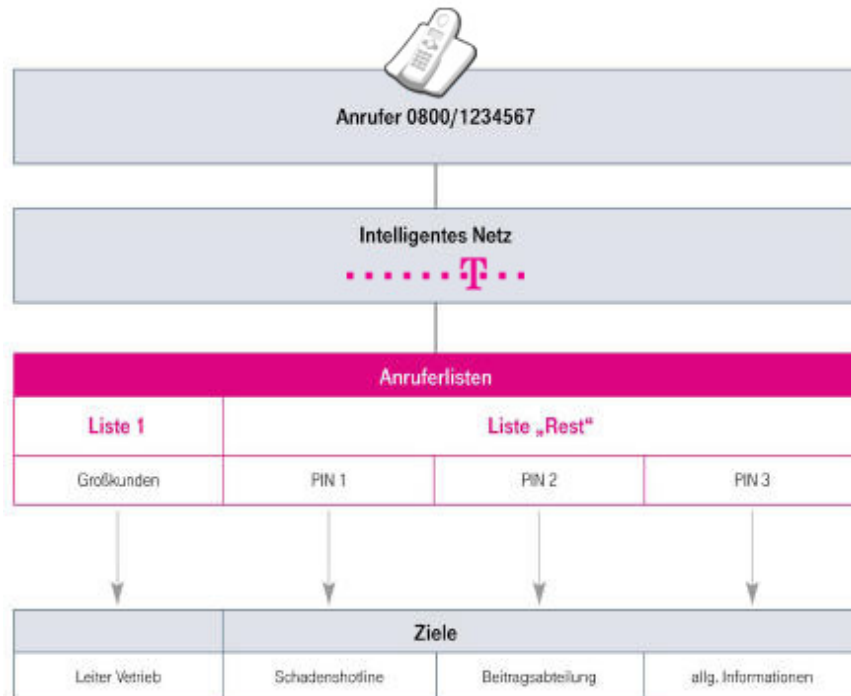 Anrufer 0800/1234567
Intelligentes Netz
T
Anruferlisten
Liste 1 Liste „Rest“
Großkunden PIN 1 PIN 2 PIN 3
Ziele
Leiter Vetrieb Schadenshotline Beitragsabteilung allg. Informationen